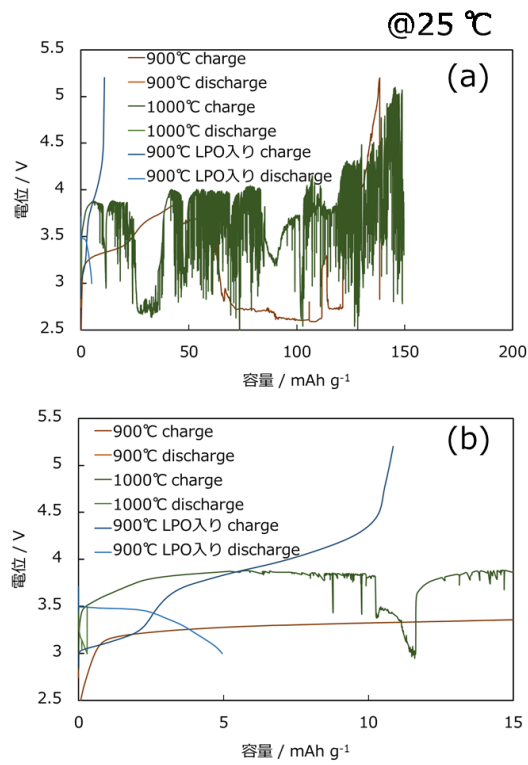 @25 ℃
(a)
900℃ charge
900℃ discharge
1000℃ charge
1000℃ discharge
900℃ LPO入り charge
900℃ LPO入り discharge
5.5
5
4.5
4
3.5
3
2.5
電位 / V
0 50 100 150 200
容量 / mAh g-1
(b)
900℃ charge
900℃ discharge
1000℃ charge
1000℃ discharge
900℃ LPO入り charge
900℃ LPO入り discharge
5.5
5
4.5
4
3.5
3
2.5
電位 / V
0 5 10 15
容量 / mAh g-1